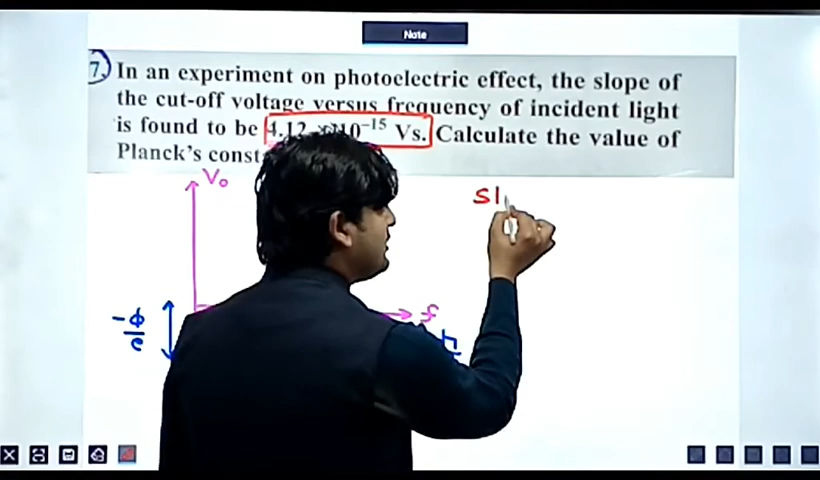 Note
7. In an experiment on photoelectric effect, the slope of
the cut-off voltage versus frequency of incident light
is found to be 4.12 × 10⁻¹⁵ Vs. Calculate the value of
Planck's
V₀
Sl
f
-ϕ/e
h